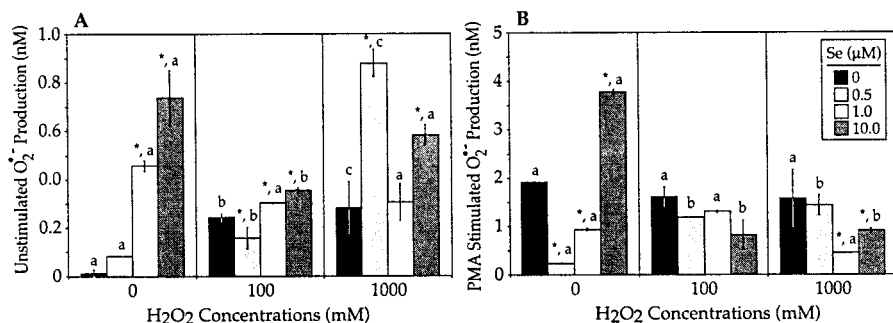 A
Unstimulated O2•- Production (nM)
1.0
0.8
0.6
0.0
0.2
0
a
a
*, a
*, a
b
*, b
*, a
*, b
c
*, c
a
*, a
0
100
1000
H2O2 Concentrations (mM)
B
PMA Stimulated O2•- Production (nM)
5
4
3
2
1
0
a
*, a
*, a
*, a
a
b
a
b
a
b
*, a
*, a
0
100
1000
H2O2 Concentrations (mM)
Se (μM)
0
0.5
1.0
10.0